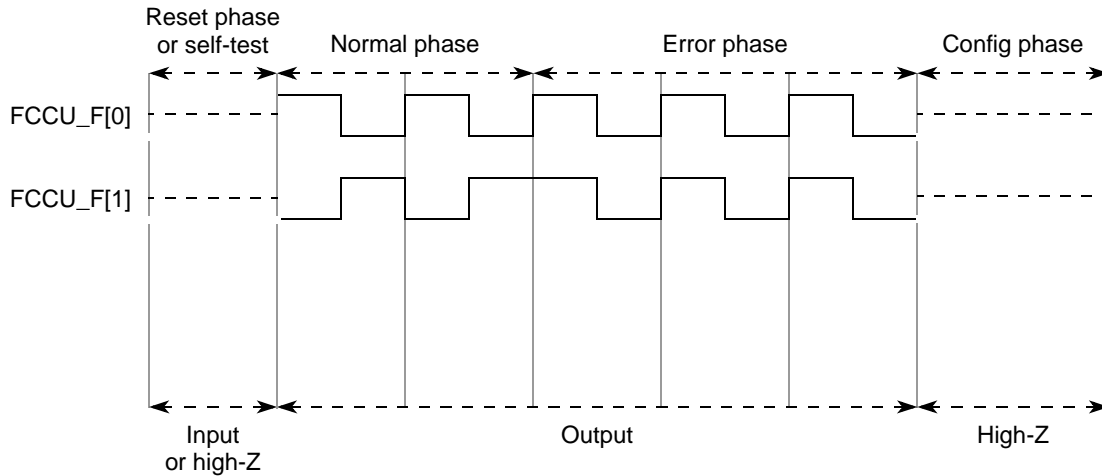 Reset phase
or self-test
Normal phase
Error phase
Config phase
FCCU_F[0]
FCCU_F[1]
Input
or high-Z
Output
High-Z